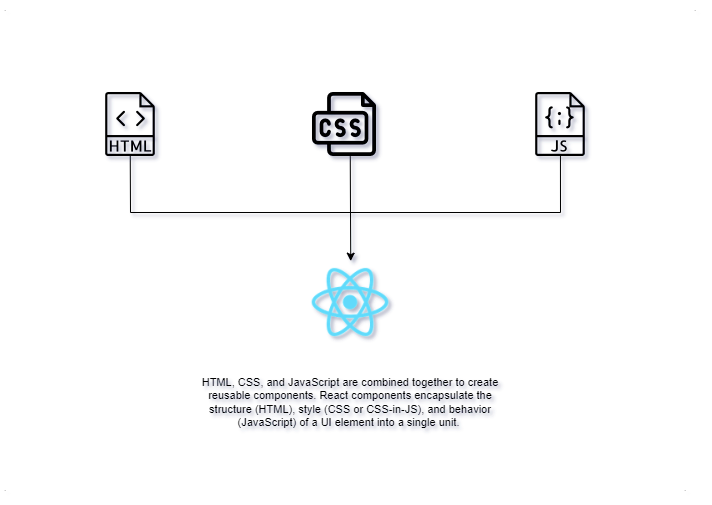 HTML
CSS
JS
HTML, CSS, and JavaScript are combined together to create
reusable components. React components encapsulate the
structure (HTML), style (CSS or CSS-in-JS), and behavior
(JavaScript) of a UI element into a single unit.